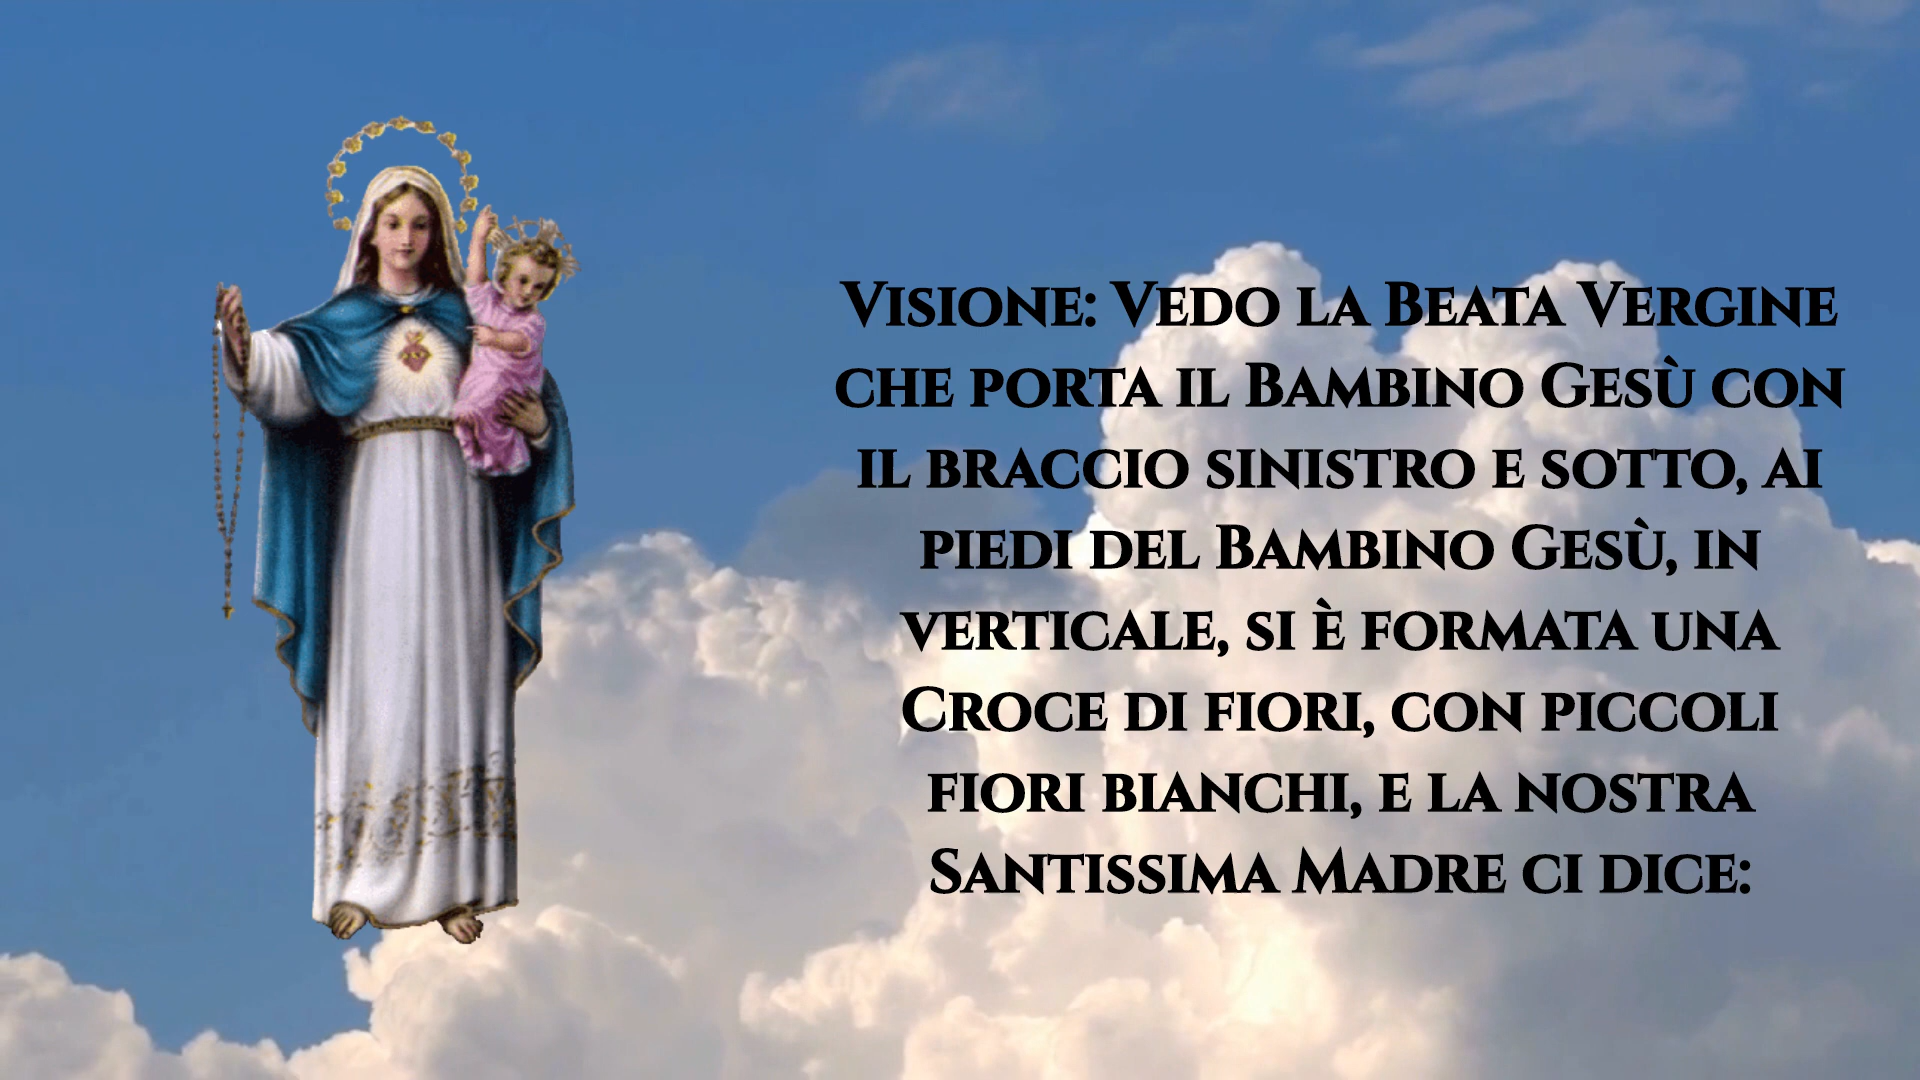 Visione: Vedo la Beata Vergine
che porta il Bambino Gesù con
il braccio sinistro e sotto, ai
piedi del Bambino Gesù, in
verticale, si è formata una
Croce di fiori, con piccoli
fiori bianchi, e la nostra
Santissima Madre ci dice: